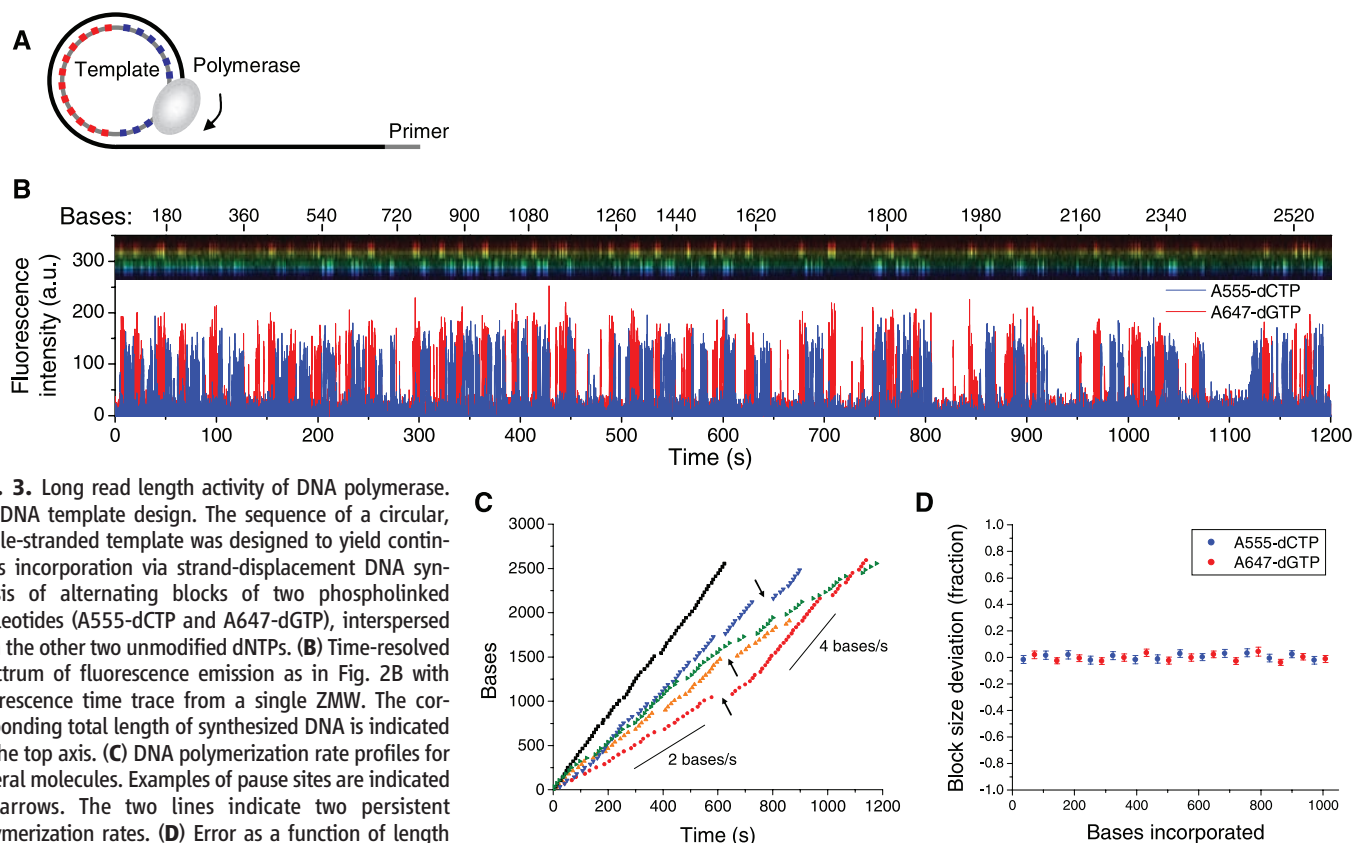 A
Template
Polymerase
Primer
B
Bases: 180 360 540 720 900 1080 1260 1440 1620 1800 1980 2160 2340 2520
Fluorescence intensity (a.u.)
300
200
100
0
A555-dCTP
A647-dGTP
0 100 200 300 400 500 600 700 800 900 1000 1100 1200
Time (s)
3. Long read length activity of DNA polymerase.
DNA template design. The sequence of a circular,
le-stranded template was designed to yield contin-
s incorporation via strand-displacement DNA syn-
sis of alternating blocks of two phospholinked
leotides (A555-dCTP and A647-dGTP), interspersed
the other two unmodified dNTPs. (B) Time-resolved
ctrum of fluorescence emission as in Fig. 2B with
rescence time trace from a single ZMW. The cor-
ponding total length of synthesized DNA is indicated
he top axis. (C) DNA polymerization rate profiles for
eral molecules. Examples of pause sites are indicated
arrows. The two lines indicate two persistent
ymerization rates. (D) Error as a function of length
C
Bases
3000
2500
2000
1500
1000
500
0
4 bases/s
2 bases/s
0 200 400 600 800 1000 1200
Time (s)
D
Block size deviation (fraction)
1.0
0.8
0.6
0.4
0.2
0.0
-0.2
-0.4
-0.6
-0.8
-1.0
A555-dCTP
A647-dGTP
0 200 400 600 800 1000
Bases incorporated